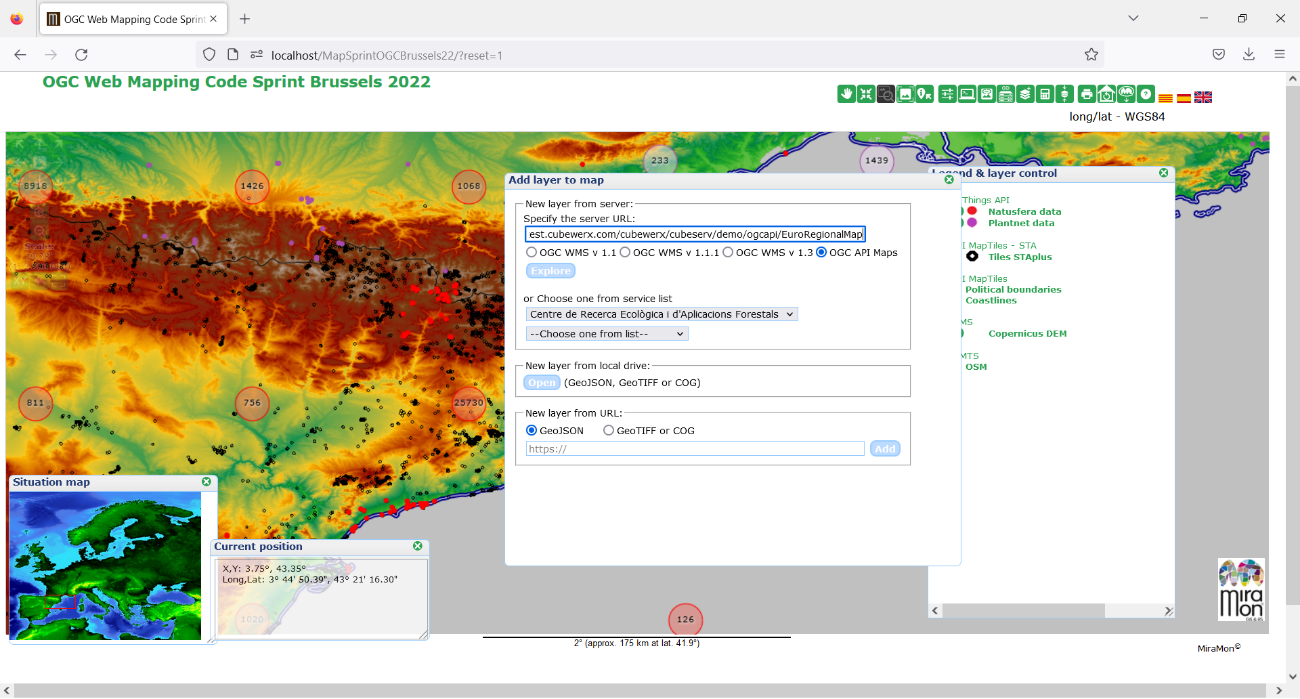 OGC Web Mapping Code Sprint
localhost/MapSprintOGCBrussels22/?reset=1
OGC Web Mapping Code Sprint Brussels 2022
long/lat - WGS84
233
1439
8918
1426
1068
Add layer to map
New layer from server:
Specify the server URL:
est.cubewerx.com/cubewerx/cubeserv/demo/ogcapi/EuroRegionalMap
OGC WMS v 1.1 OGC WMS v 1.1.1 OGC WMS v 1.3 OGC API Maps
Explore
or Choose one from service list
Centre de Recerca Ecològica i d'Aplicacions Forestals
--Choose one from list--
New layer from local drive:
Open (GeoJSON, GeoTIFF or COG)
New layer from URL:
GeoJSON GeoTIFF or COG
https:// Add
Legend & layer control
Things API
Natusfera data
Plantnet data
I MapTiles - STA
Tiles STAplus
I MapTiles
Political boundaries
Coastlines
MS
Copernicus DEM
MTS
OSM
811
756
25730
Situation map
Current position
X,Y: 3.75°, 43.35°
Long,Lat: 3° 44' 50.39", 43° 21' 16.30"
1020
126
2° (approx. 175 km at lat. 41.9°)
Mira
Mon
MiraMon©